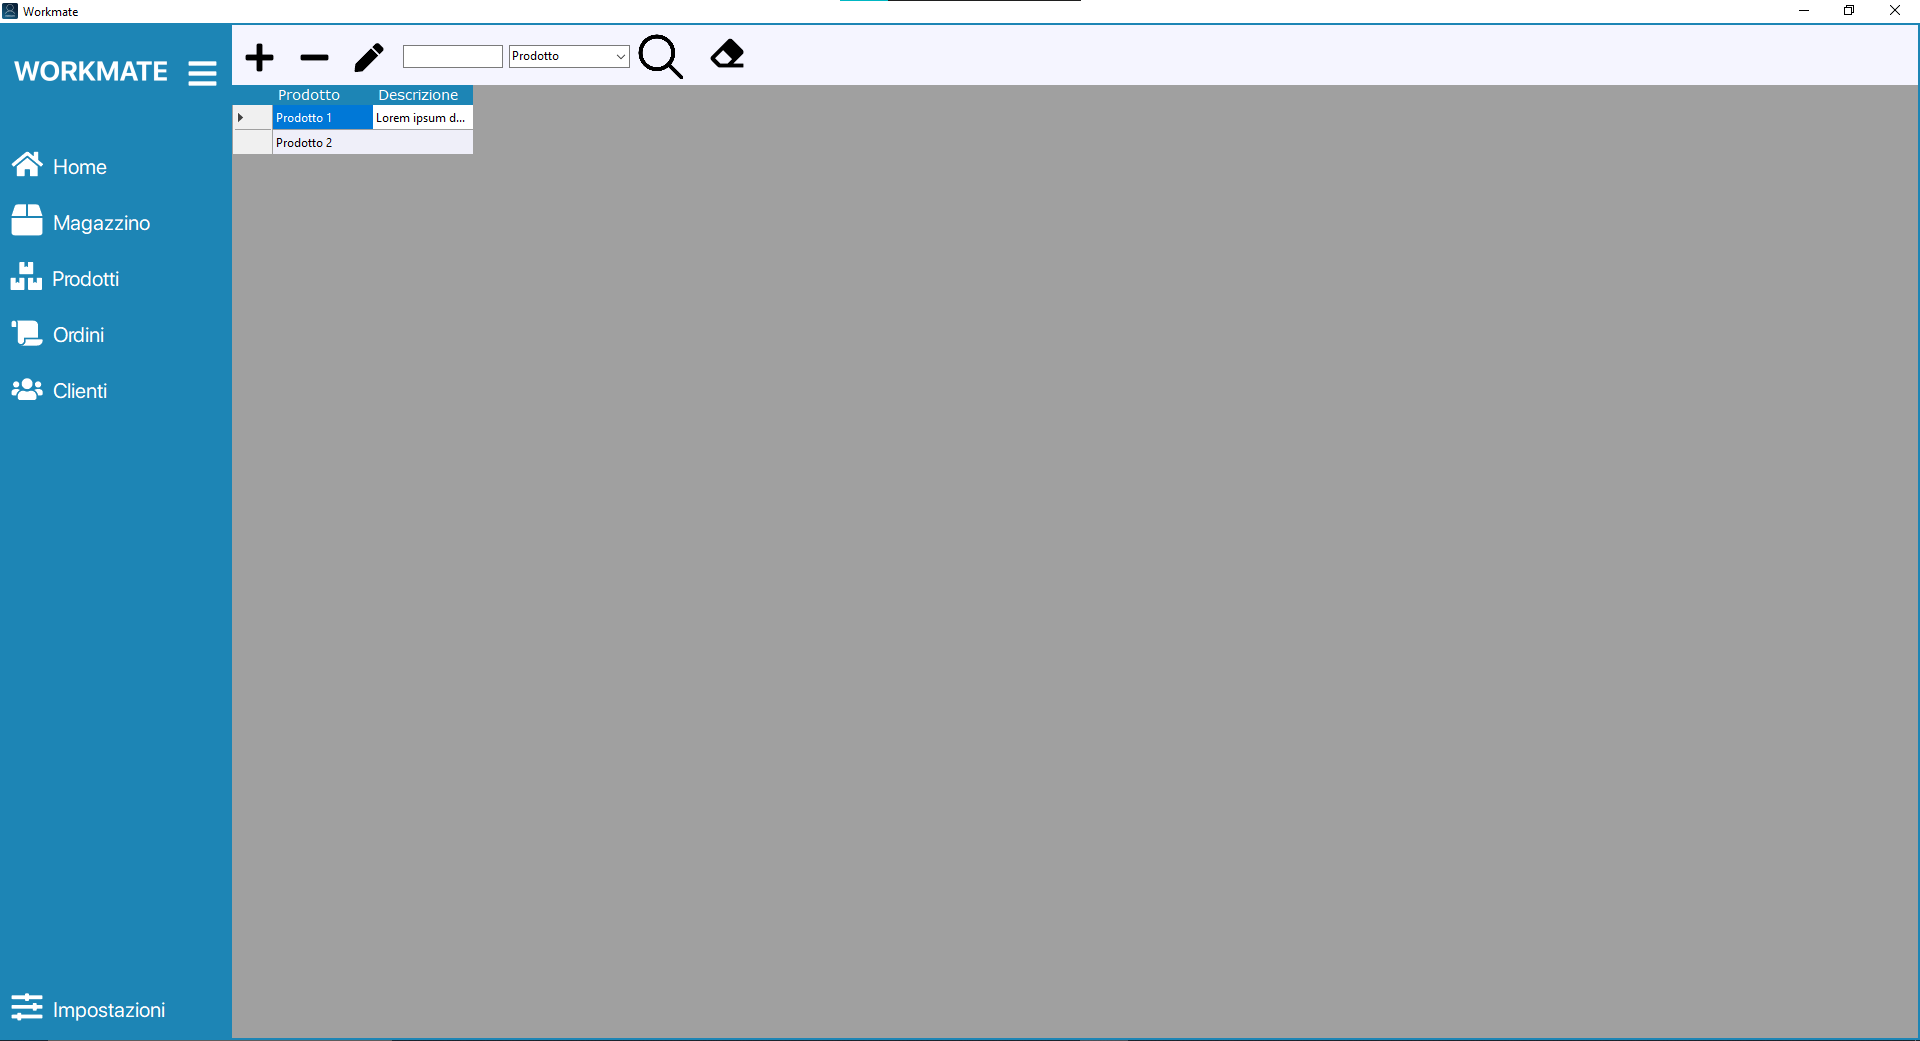 Workmate
WORKMATE
Prodotto
Prodotto Descrizione
Prodotto 1 Lorem ipsum d...
Prodotto 2
Home
Magazzino
Prodotti
Ordini
Clienti
Impostazioni